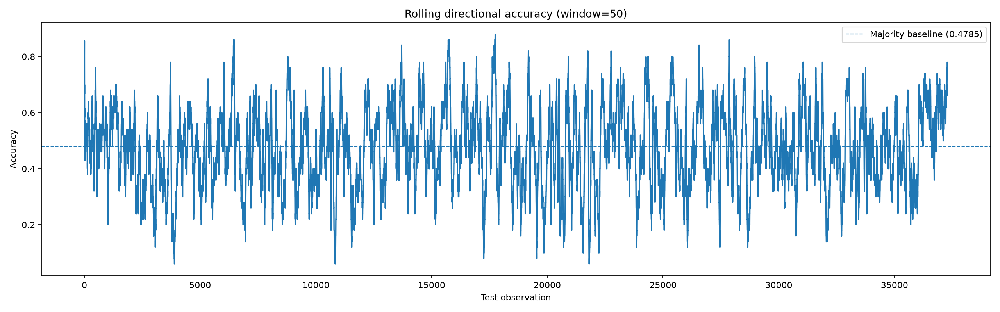 Rolling directional accuracy (window=50)
Majority baseline (0.4785)
Accuracy
0.8
0.6
0.4
0.2
0 5000 10000 15000 20000 25000 30000 35000
Test observation